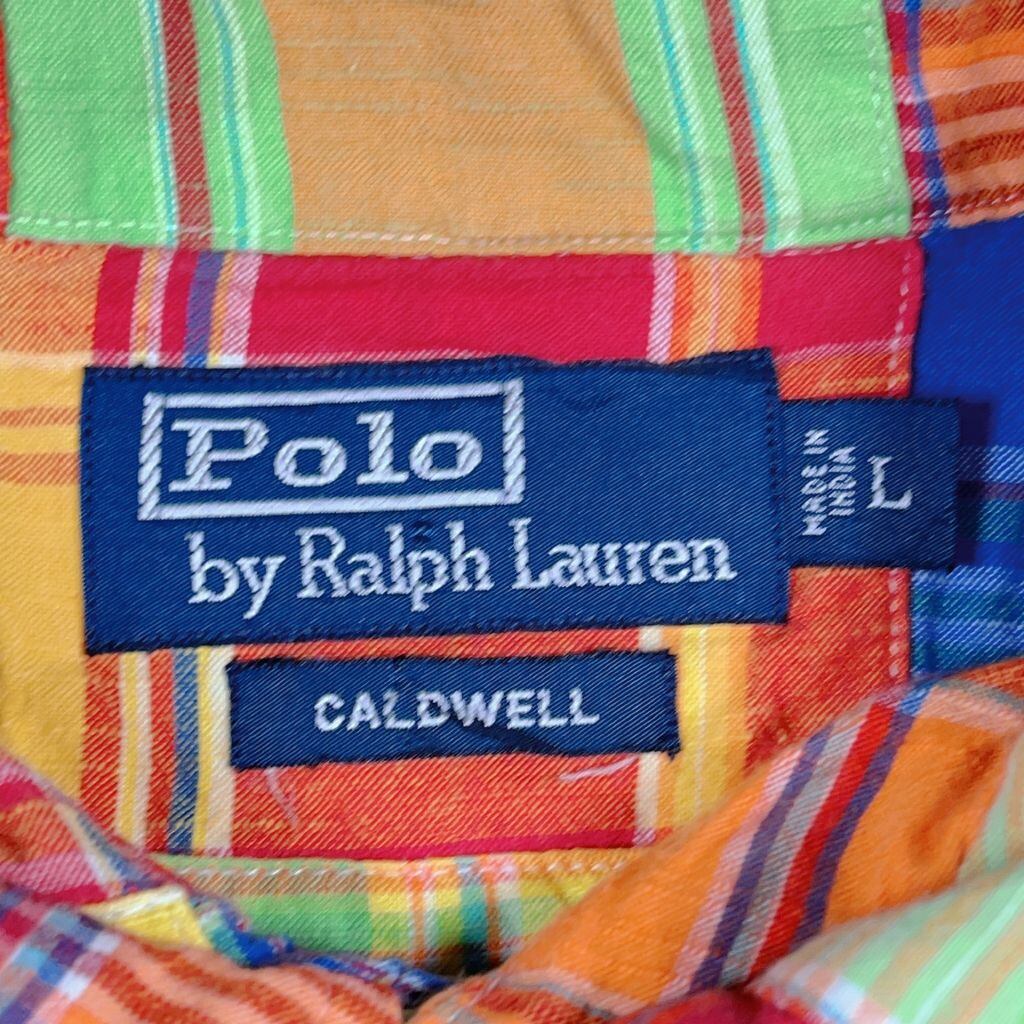 Polo
by Ralph Lauren
MADE IN
INDIA
L
CALDWELL